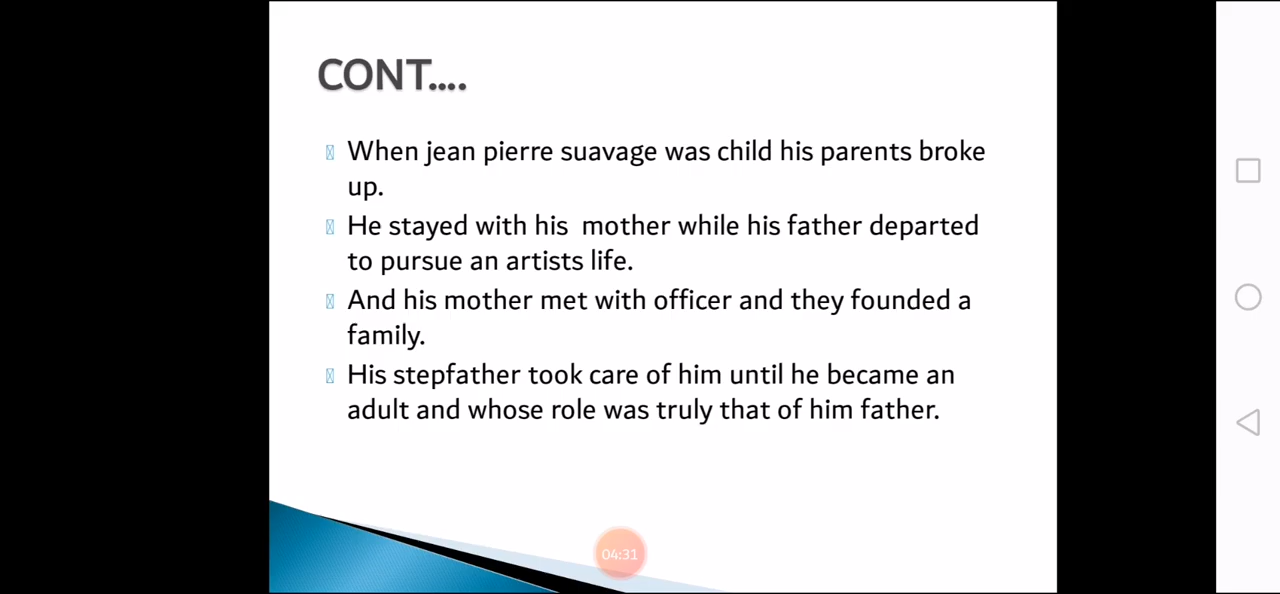 CONT....
When jean pierre suavage was child his parents broke
up.
He stayed with his mother while his father departed
to pursue an artists life.
And his mother met with officer and they founded a
family.
His stepfather took care of him until he became an
adult and whose role was truly that of him father.
04:31